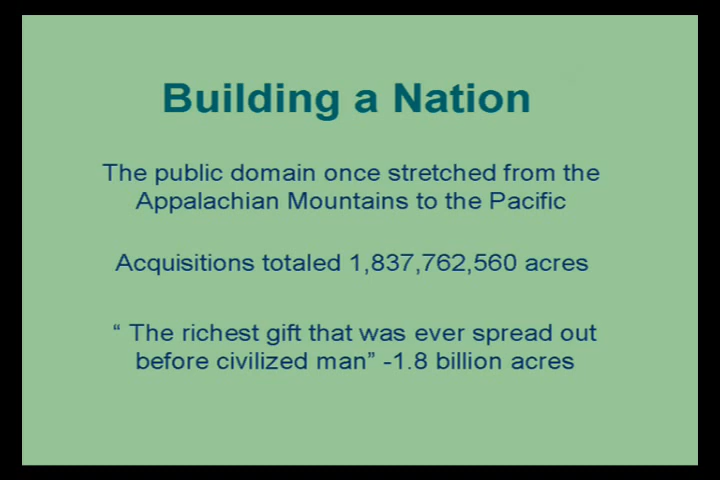 Building a Nation
The public domain once stretched from the
Appalachian Mountains to the Pacific
Acquisitions totaled 1,837,762,560 acres
“ The richest gift that was ever spread out
before civilized man” -1.8 billion acres